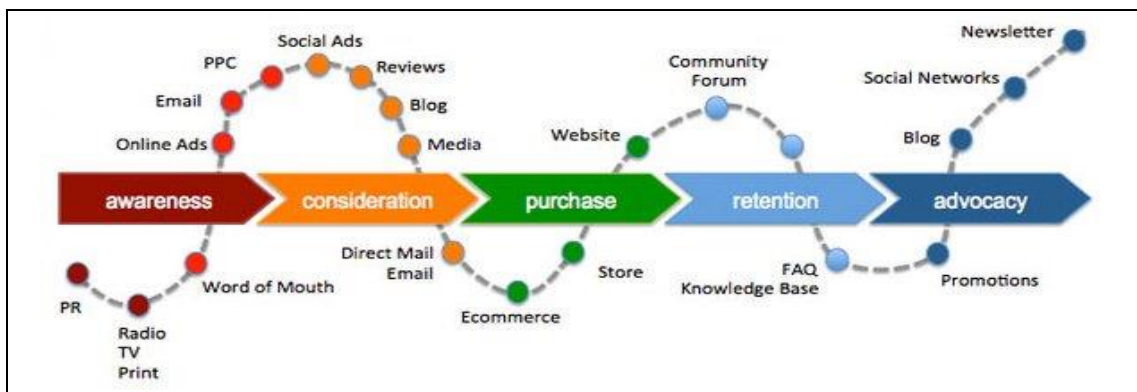 Newsletter
Social Ads
PPC
Reviews
Community
Forum
Social Networks
Email
Blog
Online Ads
Media
Website
Blog
awareness
consideration
purchase
retention
advocacy
Direct Mail
Email
Store
FAQ
Knowledge Base
Promotions
Word of Mouth
PR
Ecommerce
Radio
TV
Print